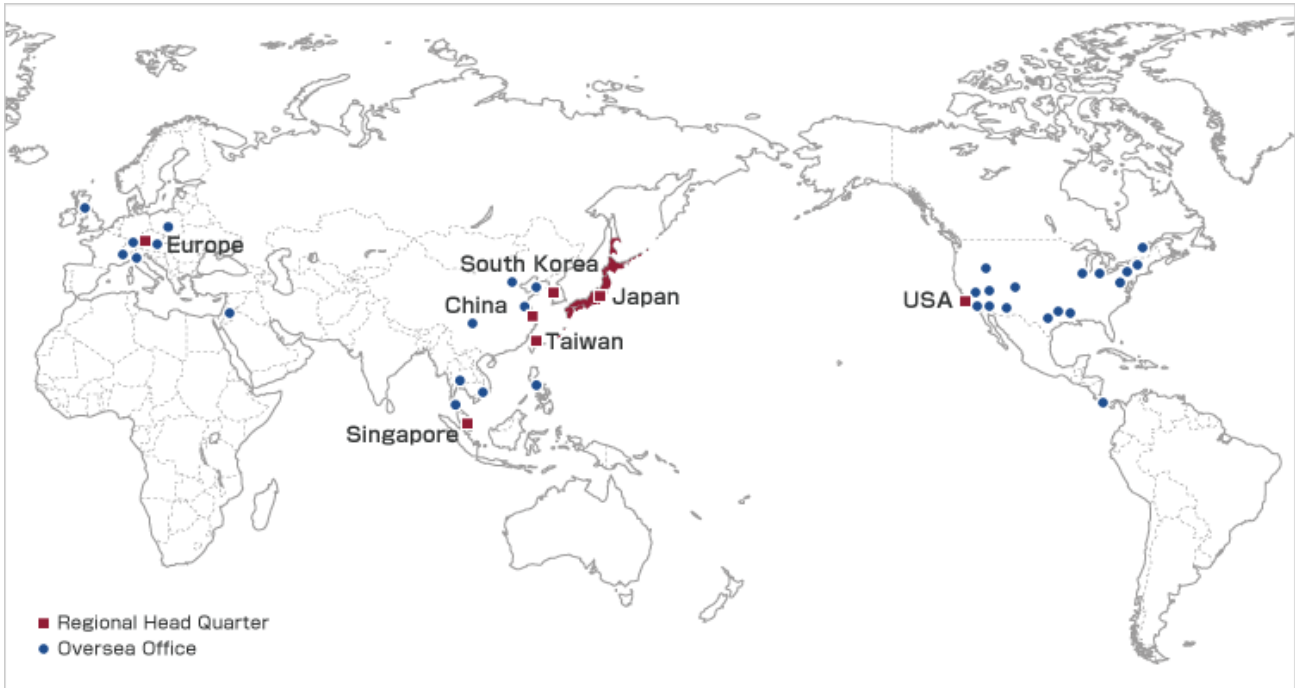 Europe
South Korea
China
Japan
USA
Taiwan
Singapore
Regional Head Quarter
Oversea Office